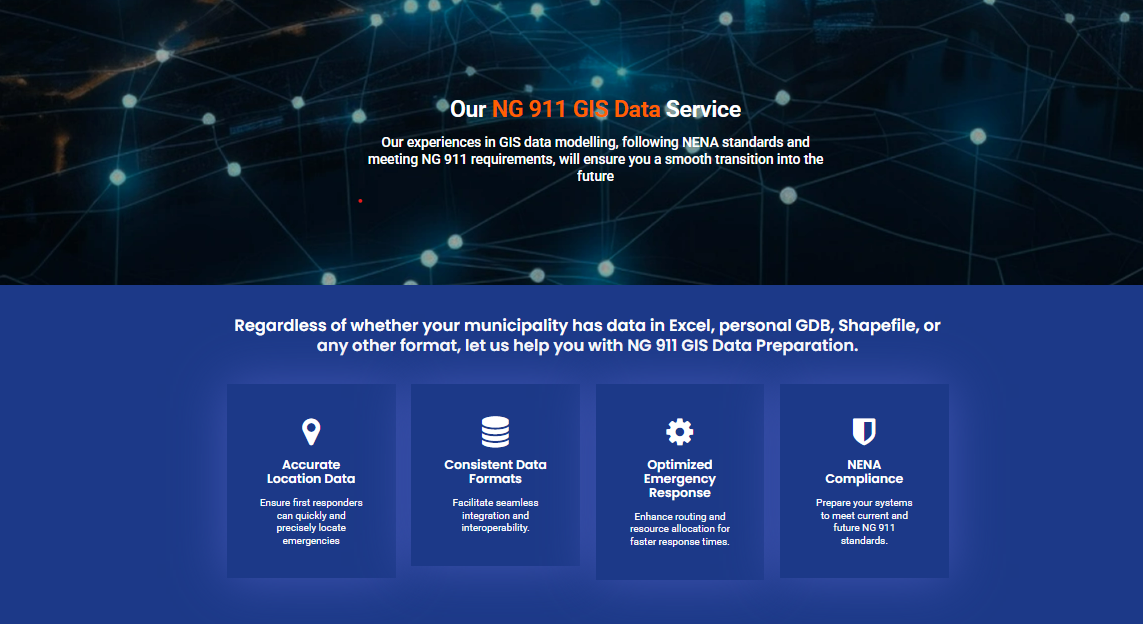 Our NG 911 GIS Data Service
Our experiences in GIS data modelling, following NENA standards and
meeting NG 911 requirements, will ensure you a smooth transition into the
future
Regardless of whether your municipality has data in Excel, personal GDB, Shapefile, or
any other format, let us help you with NG 911 GIS Data Preparation.
Accurate
Location Data
Ensure first responders
can quickly and
precisely locate
emergencies
Consistent Data
Formats
Facilitate seamless
integration and
interoperability.
Optimized
Emergency
Response
Enhance routing and
resource allocation for
faster response times.
NENA
Compliance
Prepare your systems
to meet current and
future NG 911
standards.